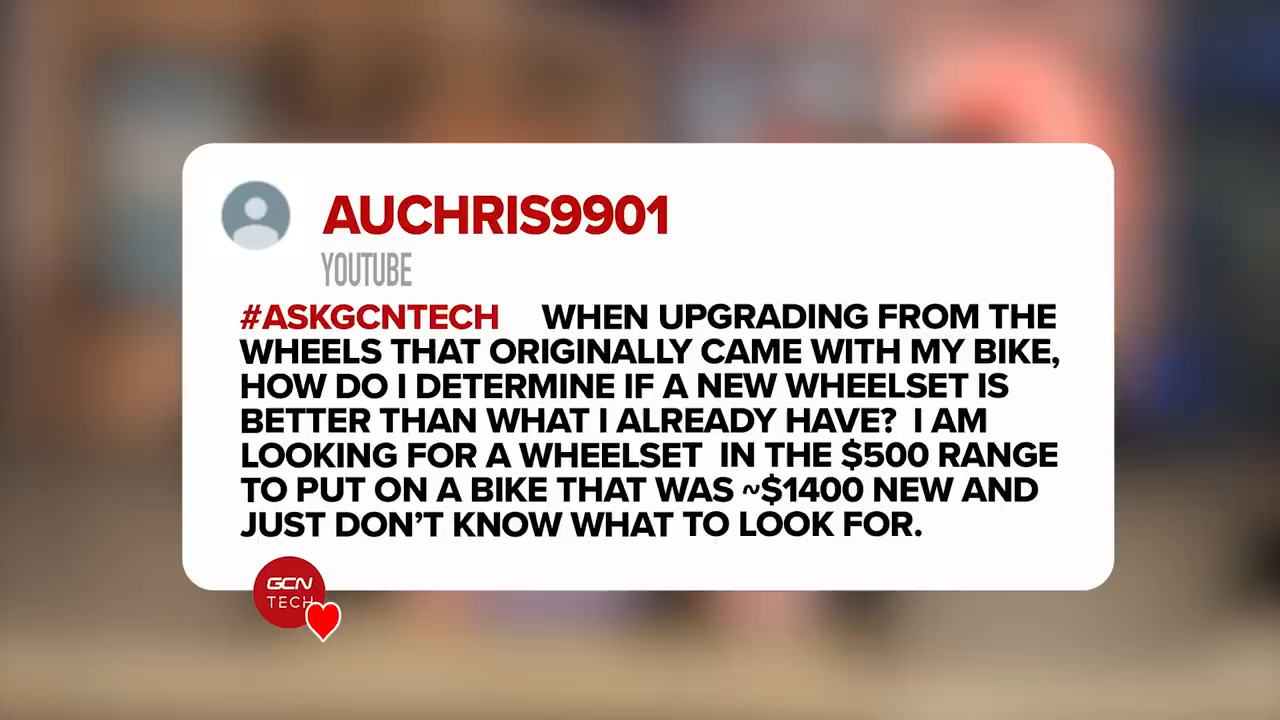 AUCHRIS9901
YOUTUBE
#ASKGCNTECH WHEN UPGRADING FROM THE
WHEELS THAT ORIGINALLY CAME WITH MY BIKE,
HOW DO I DETERMINE IF A NEW WHEELSET IS
BETTER THAN WHAT I ALREADY HAVE? I AM
LOOKING FOR A WHEELSET IN THE $500 RANGE
TO PUT ON A BIKE THAT WAS ~$1400 NEW AND
JUST DON'T KNOW WHAT TO LOOK FOR.
GCN
TECH